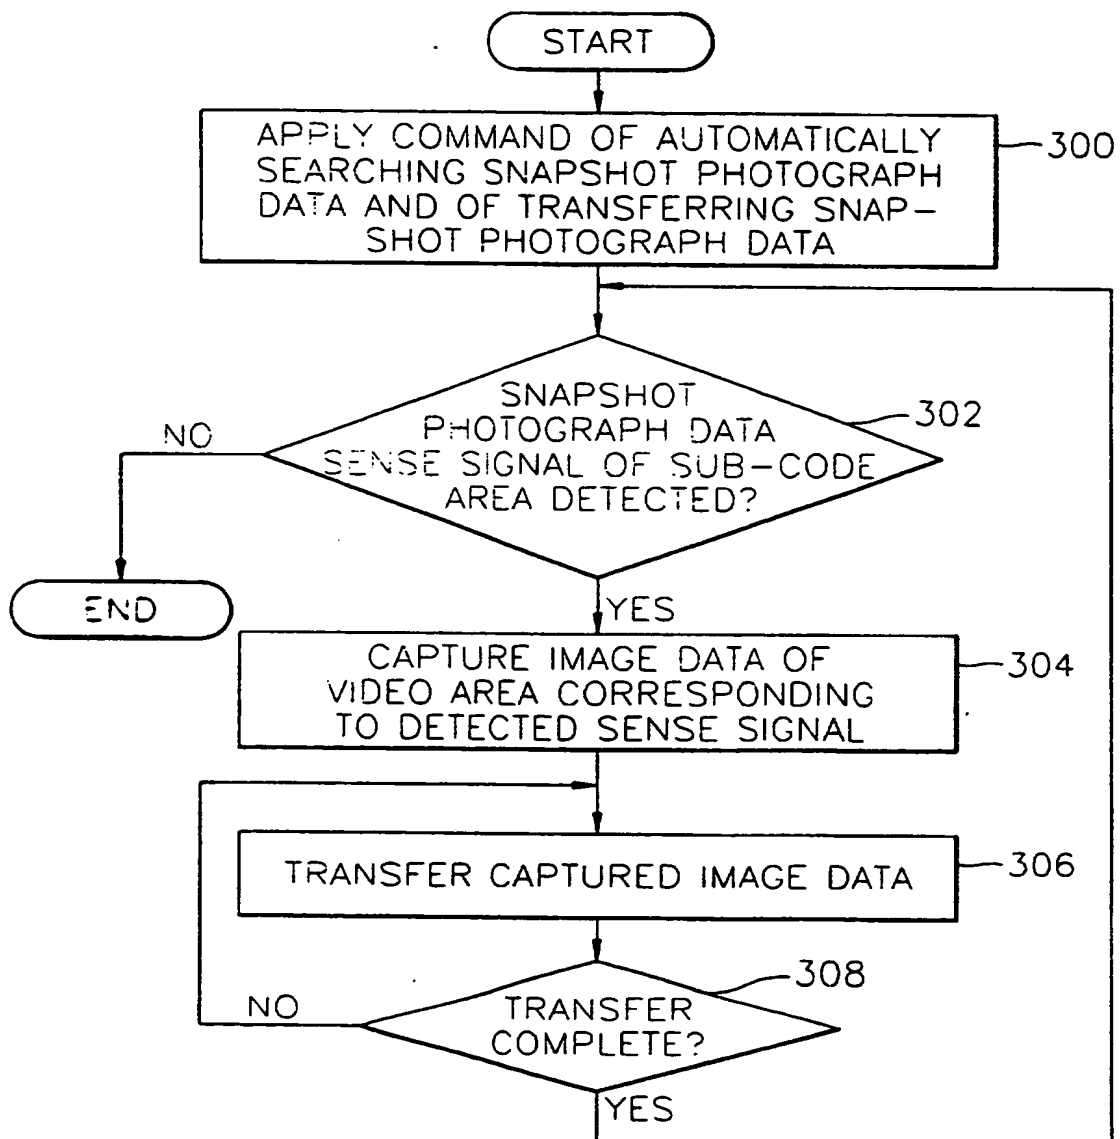 START
APPLY COMMAND OF AUTOMATICALLY
SEARCHING SNAPSHOT PHOTOGRAPH
DATA AND OF TRANSFERRING SNAP-
SHOT PHOTOGRAPH DATA
300
SNAPSHOT
PHOTOGRAPH DATA
SENSE SIGNAL OF SUB-CODE
AREA DETECTED?
302
NO
END
YES
CAPTURE IMAGE DATA OF
VIDEO AREA CORRESPONDING
TO DETECTED SENSE SIGNAL
304
TRANSFER CAPTURED IMAGE DATA
306
TRANSFER
COMPLETE?
308
NO
YES